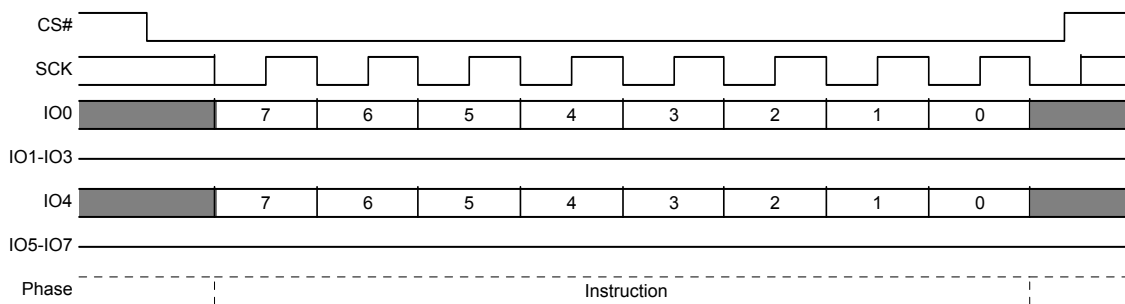 CS#
SCK
IO0 7 6 5 4 3 2 1 0
IO1-IO3
IO4 7 6 5 4 3 2 1 0
IO5-IO7
Phase Instruction